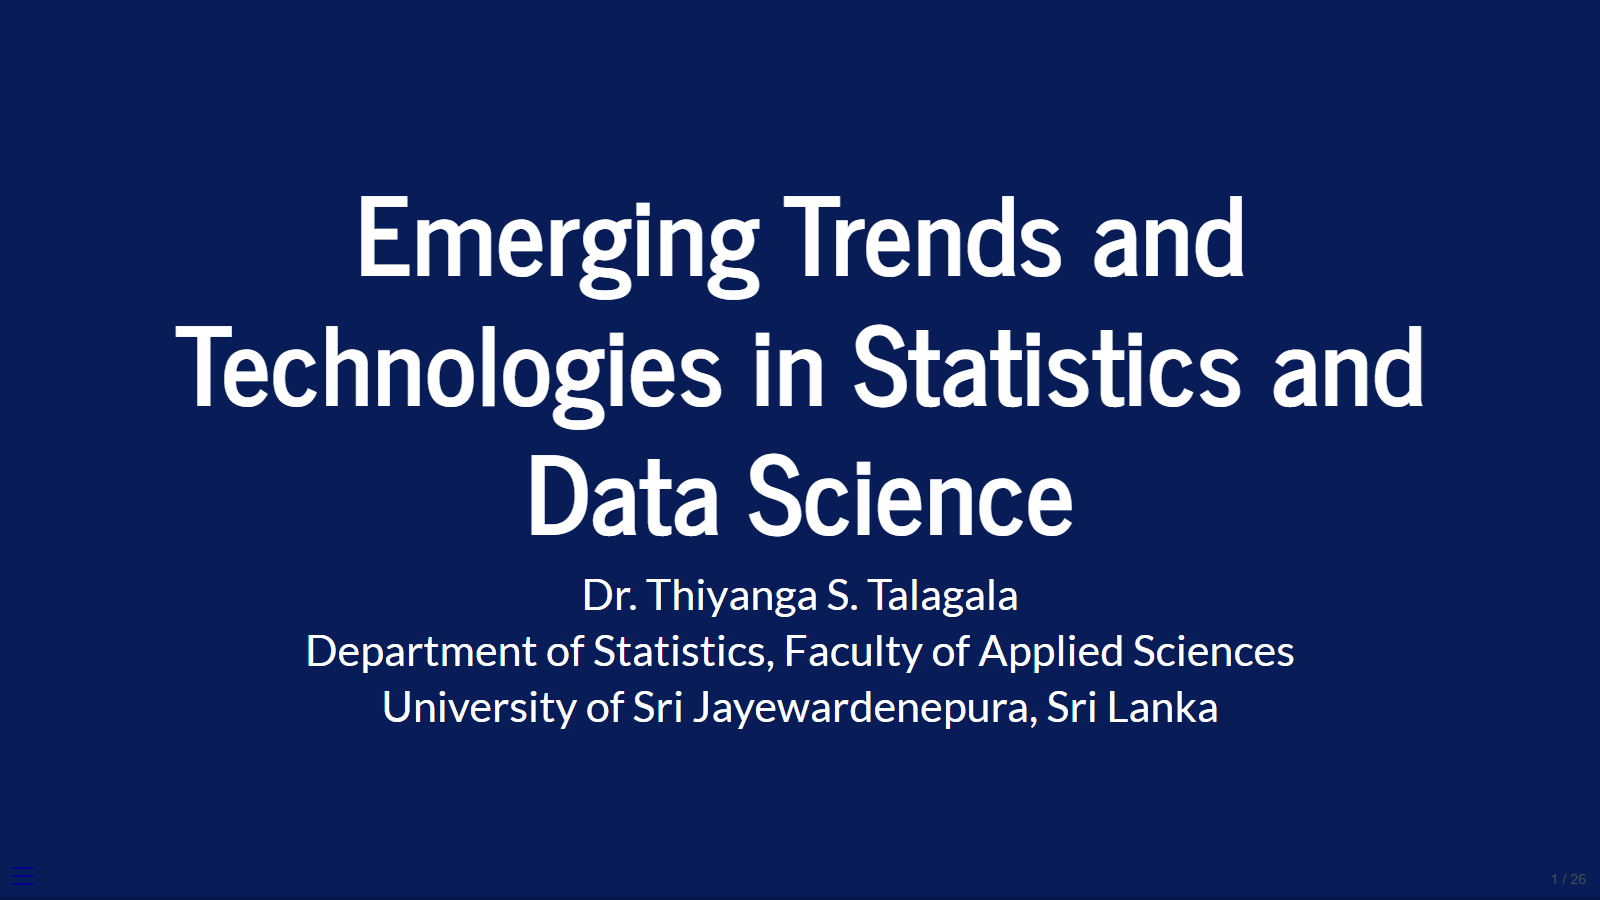 Emerging Trends and
Technologies in Statistics and
Data Science
Dr. Thiyanga S. Talagala
Department of Statistics, Faculty of Applied Sciences
University of Sri Jayewardenepura, Sri Lanka
1 / 26